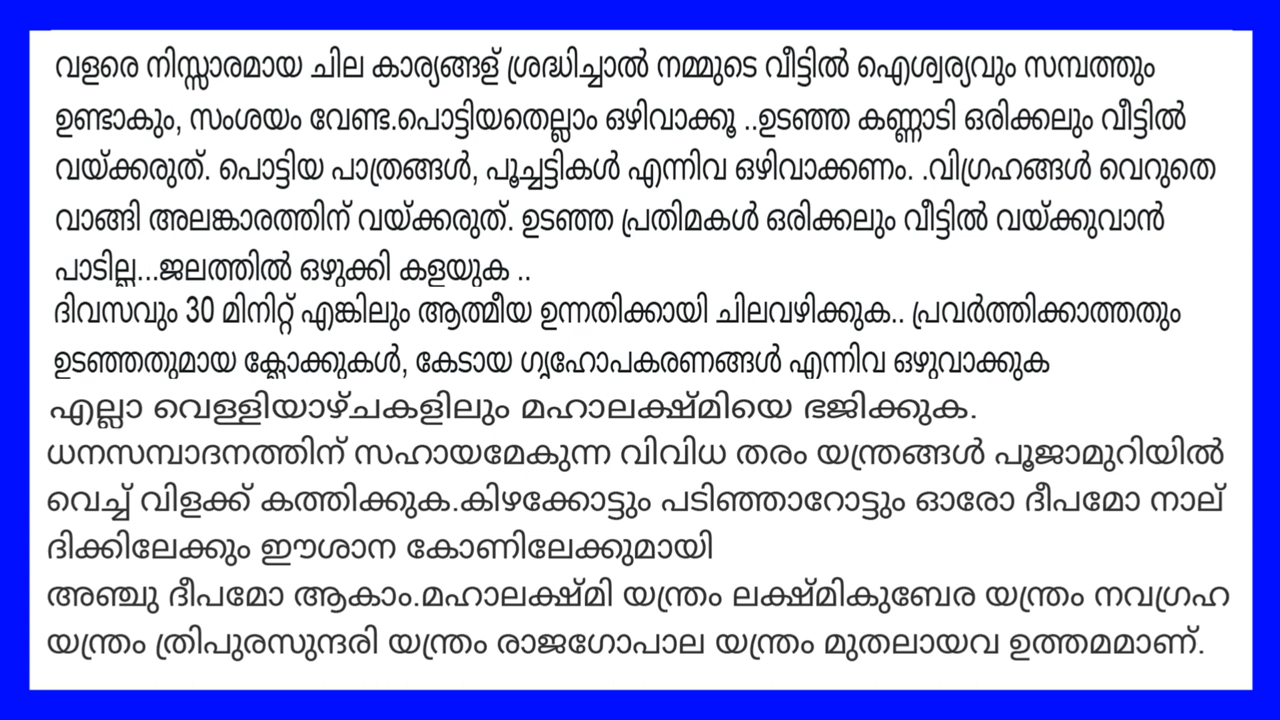 വളരെ നിസ്സാരമായ ചില കാര്യങ്ങള് ശ്രദ്ധിച്ചാൽ നമ്മുടെ വീട്ടിൽ ഐശ്വര്യവും സമ്പത്തും
ഉണ്ടാകും, സംശയം വേണ്ട.പൊട്ടിയതെല്ലാം ഒഴിവാക്കൂ ..ഉടഞ്ഞ കണ്ണാടി ഒരിക്കലും വീട്ടിൽ
വയ്ക്കരുത്. പൊട്ടിയ പാത്രങ്ങൾ, പൂച്ചട്ടികൾ എന്നിവ ഒഴിവാക്കണം. .വിഗ്രഹങ്ങൾ വെറുതെ
വാങ്ങി അലങ്കാരത്തിന് വയ്ക്കരുത്. ഉടഞ്ഞ പ്രതിമകൾ ഒരിക്കലും വീട്ടിൽ വയ്ക്കുവാൻ
പാടില്ല...ജലത്തിൽ ഒഴുക്കി കളയുക ..
ദിവസവും 30 മിനിറ്റ് എങ്കിലും ആത്മീയ ഉന്നതിക്കായി ചിലവഴിക്കുക.. പ്രവർത്തിക്കാത്തതും
ഉടഞ്ഞതുമായ ക്ലോക്കുകൾ, കേടായ ഗൃഹോപകരണങ്ങൾ എന്നിവ ഒഴുവാക്കുക
എല്ലാ വെള്ളിയാഴ്ചകളിലും മഹാലക്ഷ്മിയെ ഭജിക്കുക.
ധനസമ്പാദനത്തിന് സഹായമേകുന്ന വിവിധ തരം യന്ത്രങ്ങൾ പൂജാമുറിയിൽ
വെച്ച് വിളക്ക് കത്തിക്കുക.കിഴക്കോട്ടും പടിഞ്ഞാറോട്ടും ഓരോ ദീപമോ നാല്
ദിക്കിലേക്കും ഈശാന കോണിലേക്കുമായി
അഞ്ചു ദീപമോ ആകാം.മഹാലക്ഷ്മി യന്ത്രം ലക്ഷ്മികുബേര യന്ത്രം നവഗ്രഹ
യന്ത്രം ത്രിപുരസുന്ദരി യന്ത്രം രാജഗോപാല യന്ത്രം മുതലായവ ഉത്തമമാണ്.